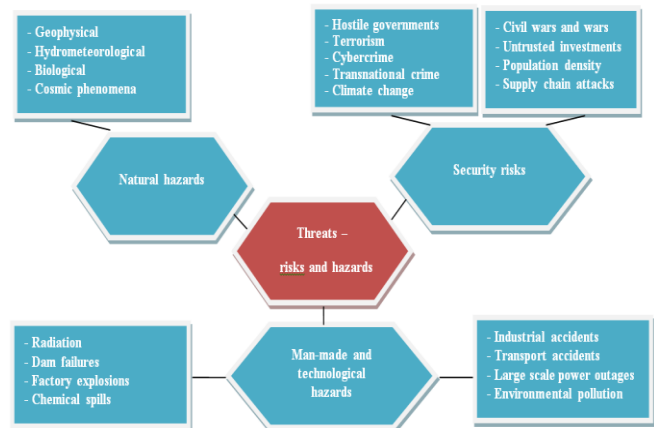 - Geophysical
- Hydrometeorological
- Biological
- Cosmic phenomena
- Hostile governments
- Terrorism
- Cybercrime
- Transnational crime
- Climate change
- Civil wars and wars
- Untrusted investments
- Population density
- Supply chain attacks
Natural hazards
Security risks
Threats –
risks and hazards
- Radiation
- Dam failures
- Factory explosions
- Chemical spills
Man-made and
technological
hazards
- Industrial accidents
- Transport accidents
- Large scale power outages
- Environmental pollution